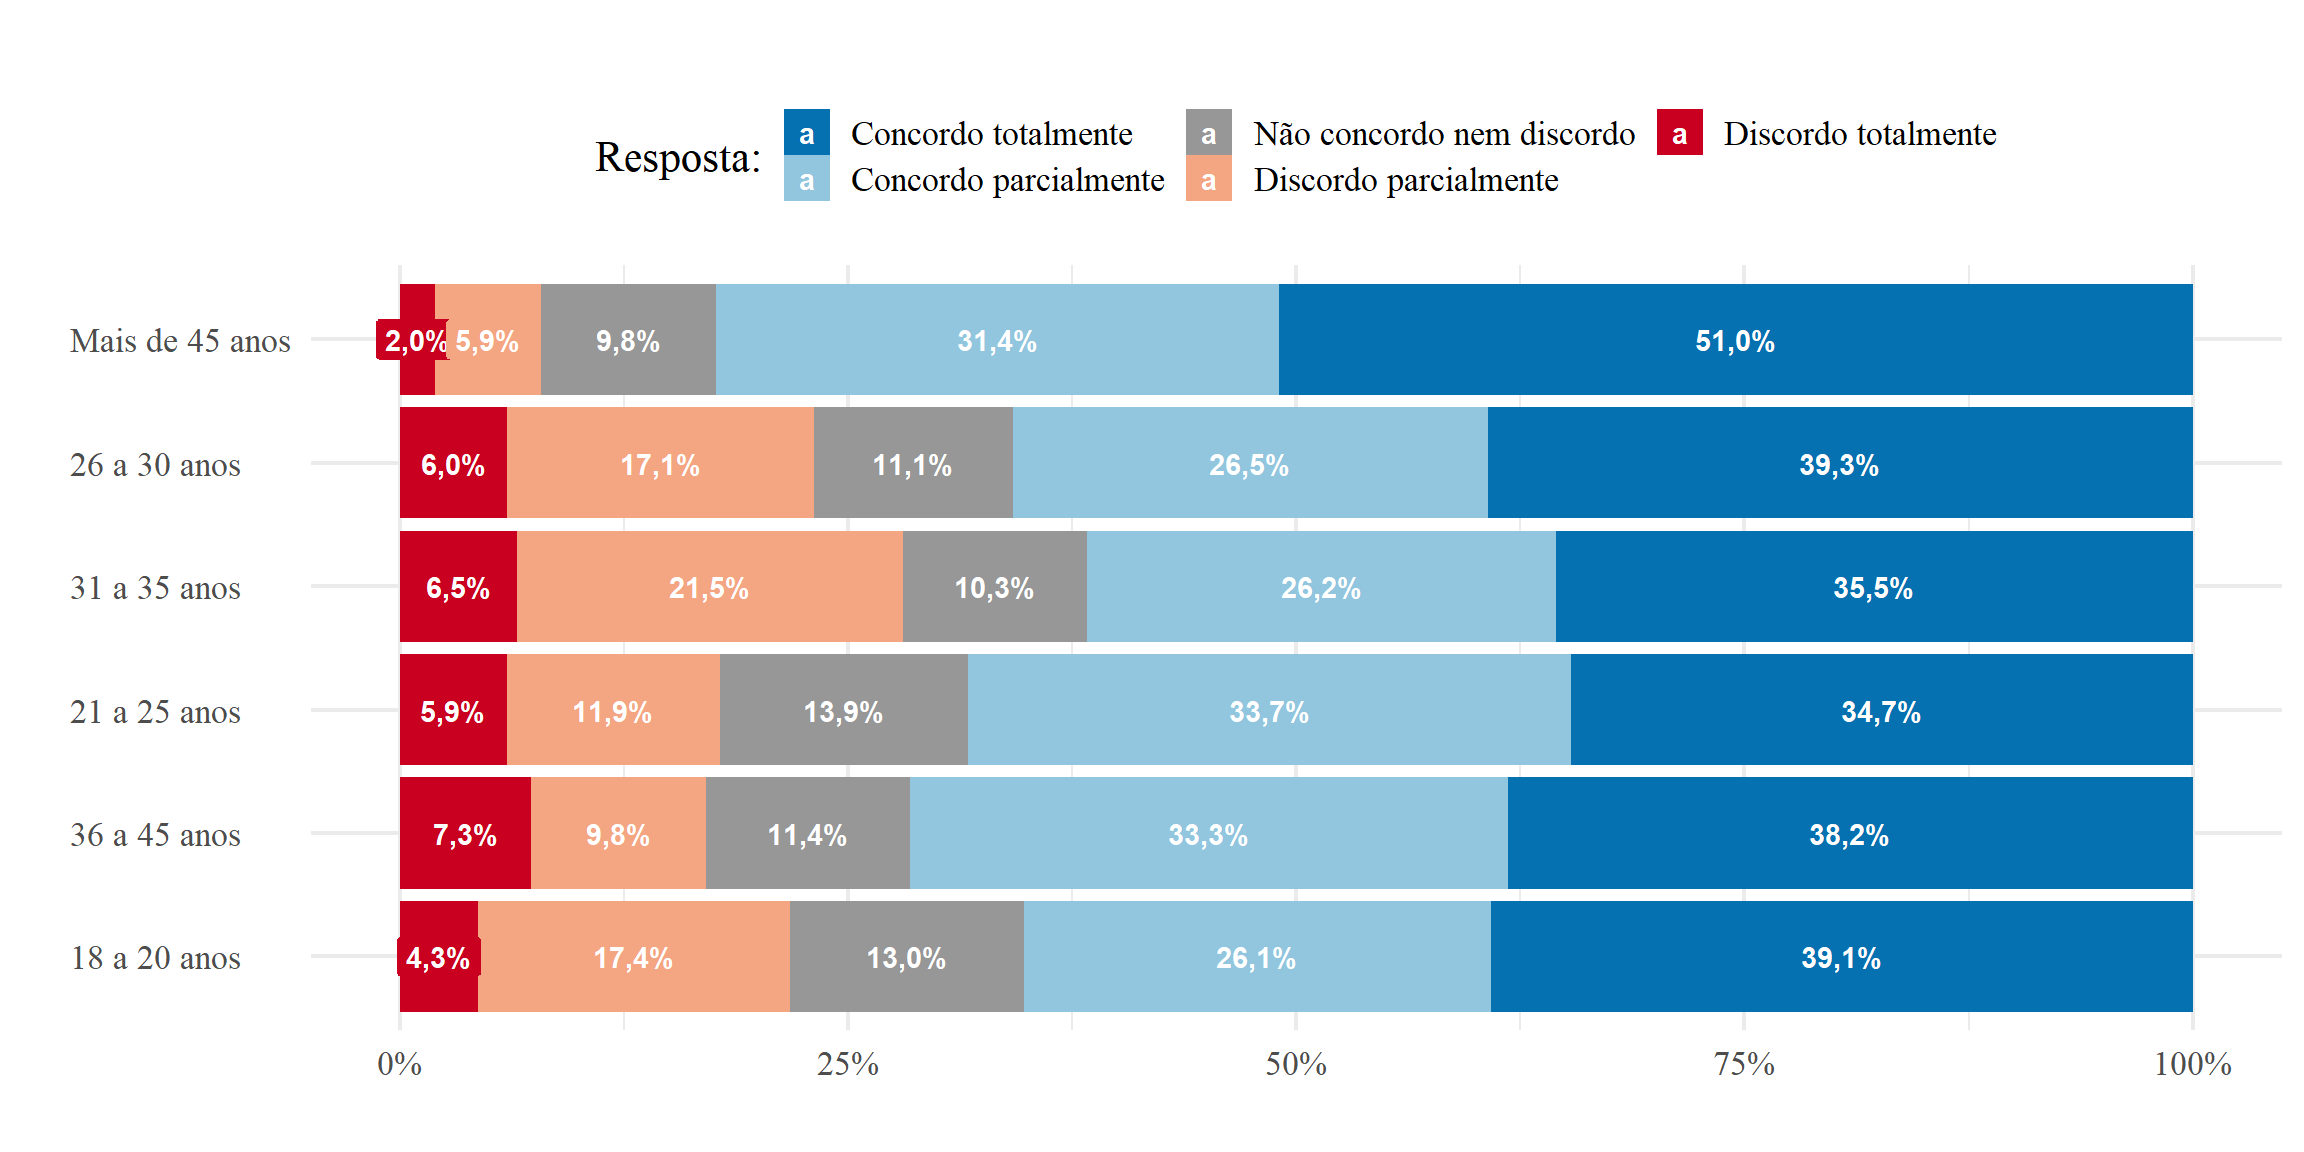 Resposta:
a Concordo totalmente a Não concordo nem discordo a Discordo totalmente
a Concordo parcialmente a Discordo parcialmente
Mais de 45 anos 2,0% 5,9% 9,8% 31,4% 51,0%
26 a 30 anos 6,0% 17,1% 11,1% 26,5% 39,3%
31 a 35 anos 6,5% 21,5% 10,3% 26,2% 35,5%
21 a 25 anos 5,9% 11,9% 13,9% 33,7% 34,7%
36 a 45 anos 7,3% 9,8% 11,4% 33,3% 38,2%
18 a 20 anos 4,3% 17,4% 13,0% 26,1% 39,1%
0% 25% 50% 75% 100%